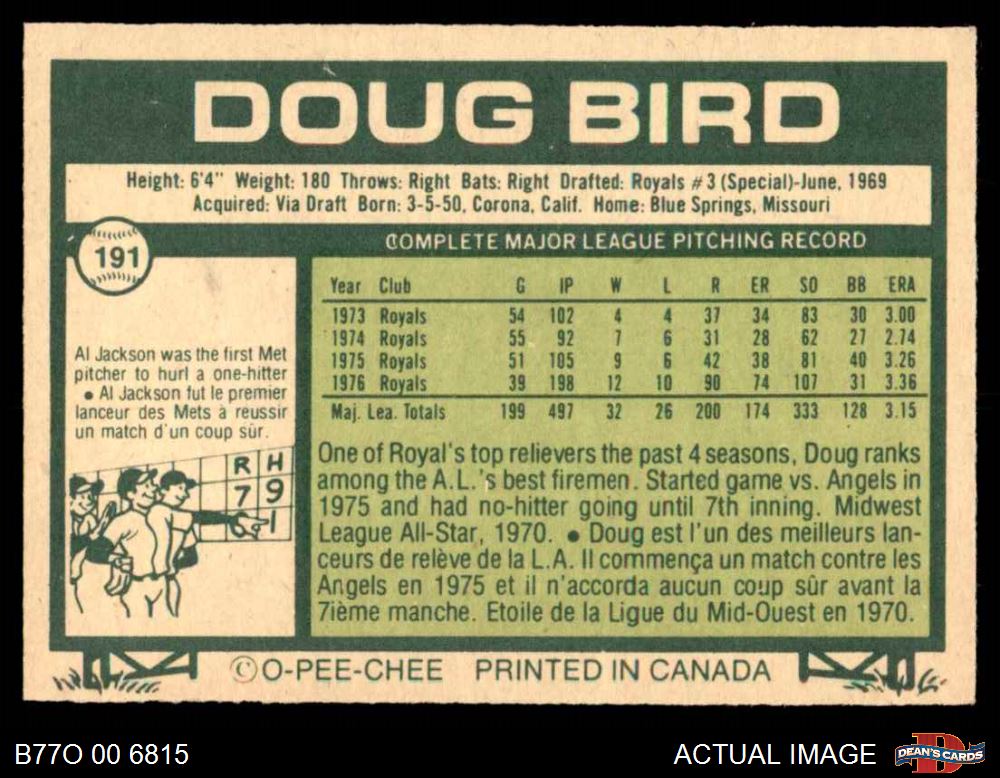 DOUG BIRD
Height: 6'4" Weight: 180 Throws: Right Bats: Right Drafted: Royals #3 (Special)-June, 1969
Acquired: Via Draft Born: 3-5-50, Corona, Calif. Home: Blue Springs, Missouri
191
COMPLETE MAJOR LEAGUE PITCHING RECORD
Year Club G IP W L R ER SO BB ERA
1973 Royals 54 102 4 4 37 34 83 30 3.00
1974 Royals 55 92 7 6 31 28 62 27 2.74
1975 Royals 51 105 9 6 42 38 81 40 3.26
1976 Royals 39 198 12 10 90 74 107 31 3.36
Maj. Lea. Totals 199 497 32 26 200 174 333 128 3.15
Al Jackson was the first Met
pitcher to hurl a one-hitter
• Al Jackson fut le premier
lanceur des Mets à reussir
un match d'un coup sûr.
R H
7 9
0 1
One of Royal's top relievers the past 4 seasons, Doug ranks
among the A.L.'s best firemen. Started game vs. Angels in
1975 and had no-hitter going until 7th inning. Midwest
League All-Star, 1970. • Doug est l'un des meilleurs lan-
ceurs de relève de la L.A. Il commença un match contre les
Angels en 1975 et il n'accorda aucun coup sûr avant la
7ième manche. Etoile de la Ligue du Mid-Ouest en 1970.
© O-PEE-CHEE PRINTED IN CANADA
B77O 00 6815
ACTUAL IMAGE
DEAN'S CARDS